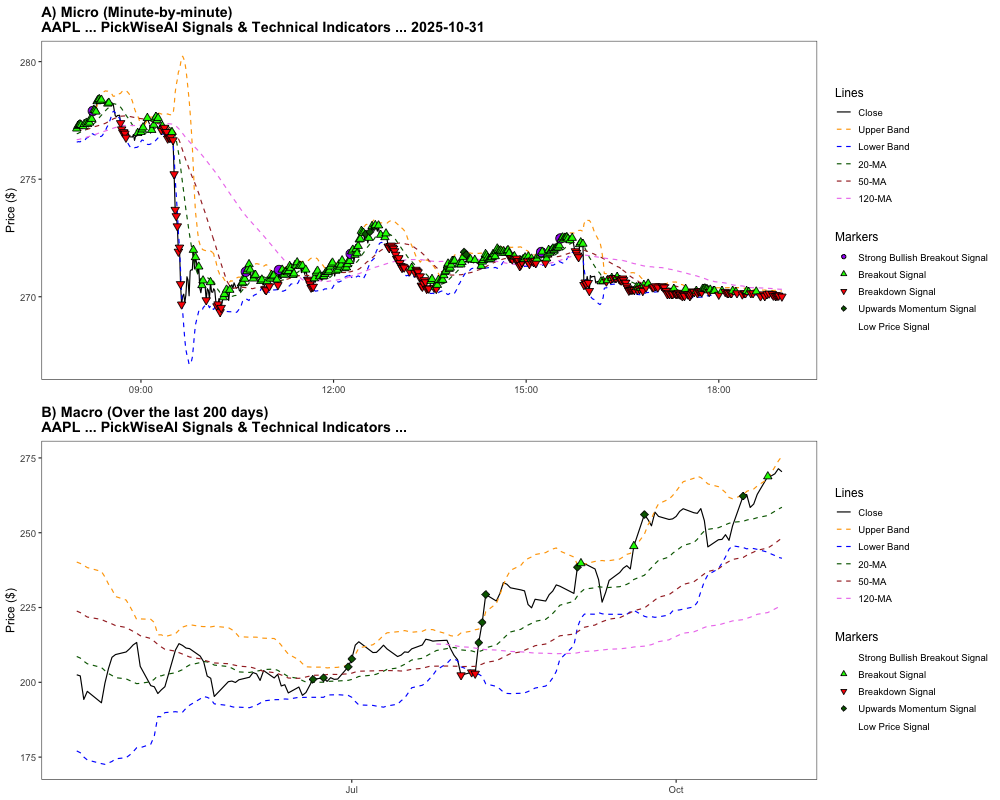 A) Micro (Minute-by-minute)
AAPL ... PickWiseAI Signals & Technical Indicators ... 2025-10-31
280
275
270
Price ($)
09:00
12:00
15:00
18:00
Lines
Close
Upper Band
Lower Band
20-MA
50-MA
120-MA
Markers
Strong Bullish Breakout Signal
Breakout Signal
Breakdown Signal
Upwards Momentum Signal
Low Price Signal
B) Macro (Over the last 200 days)
AAPL ... PickWiseAI Signals & Technical Indicators ...
275
250
225
200
175
Price ($)
Jul
Oct
Lines
Close
Upper Band
Lower Band
20-MA
50-MA
120-MA
Markers
Strong Bullish Breakout Signal
Breakout Signal
Breakdown Signal
Upwards Momentum Signal
Low Price Signal